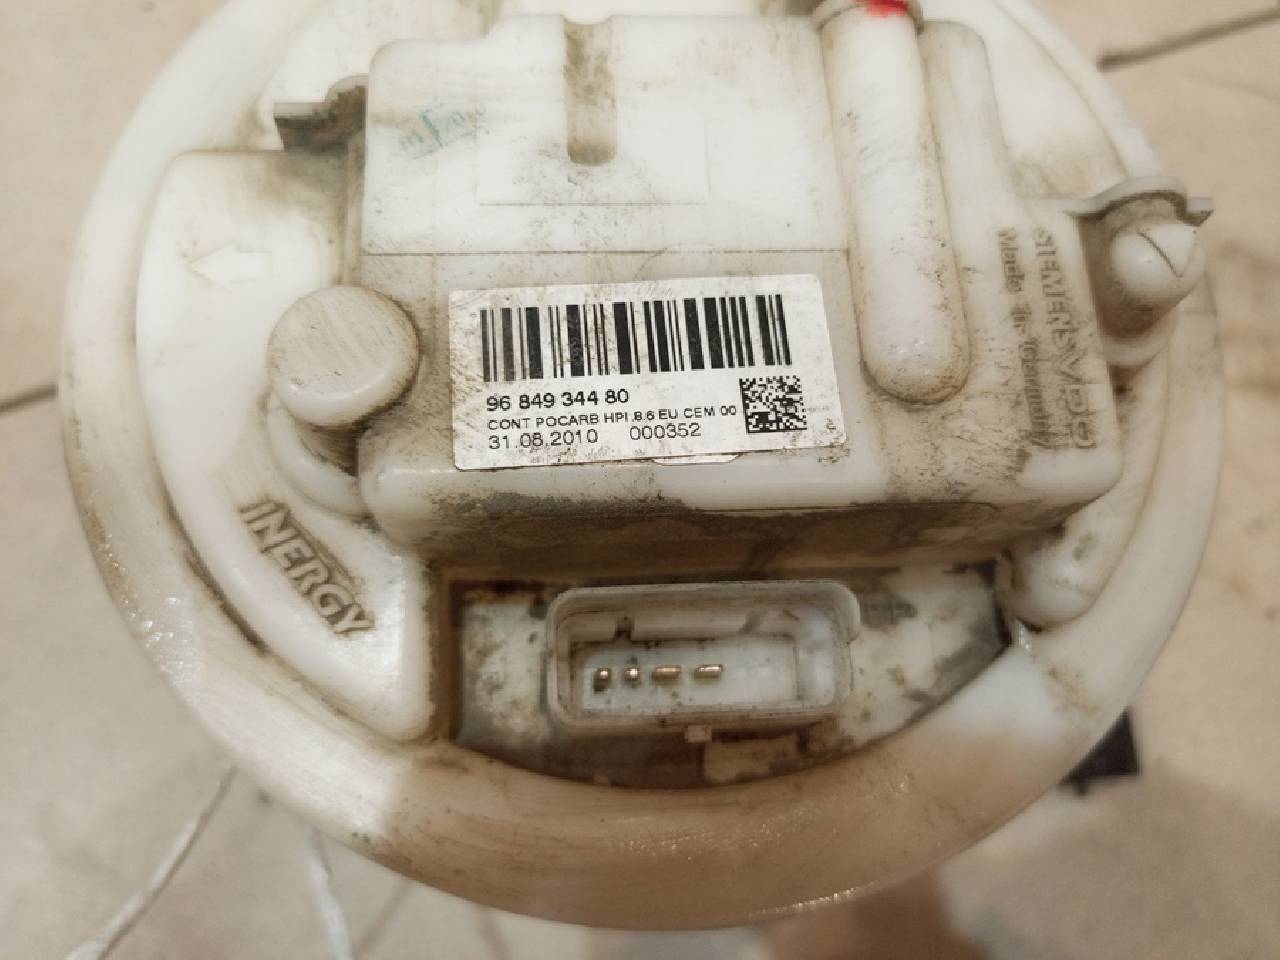 SIEMENS VDO
Made in Germany
96 849 344 80
CONT POCARB HPI .8.6 EU CEM 00
31.08.2010 000352
INERGY